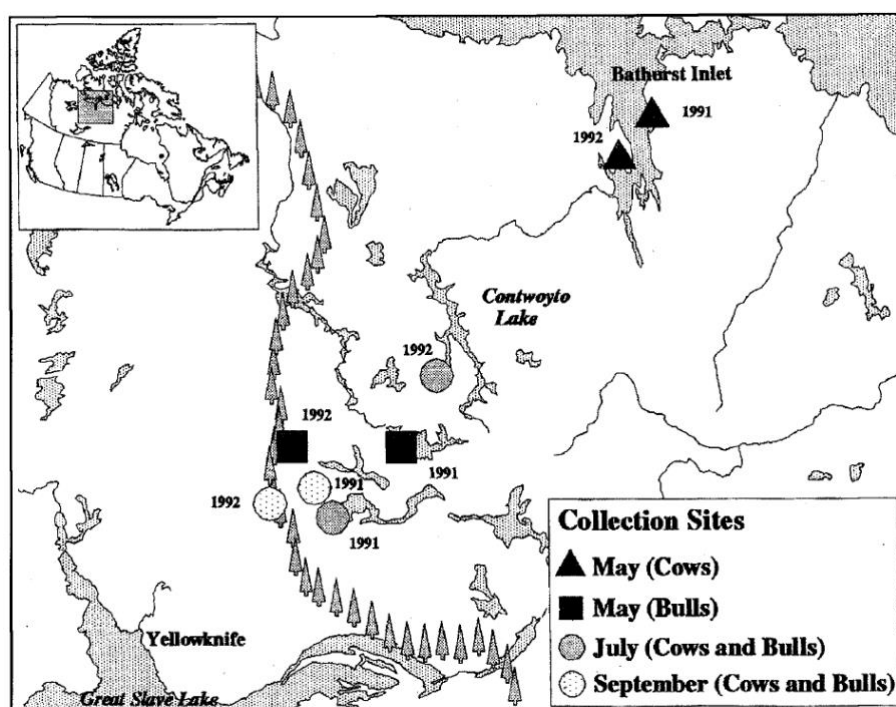 Bathurst Inlet
1991
1992
Contwoyto
Lake
1992
1992
1991
1991
1992
1991
Yellowknife
Great Slave Lake
Collection Sites
May (Cows)
May (Bulls)
July (Cows and Bulls)
September (Cows and Bulls)